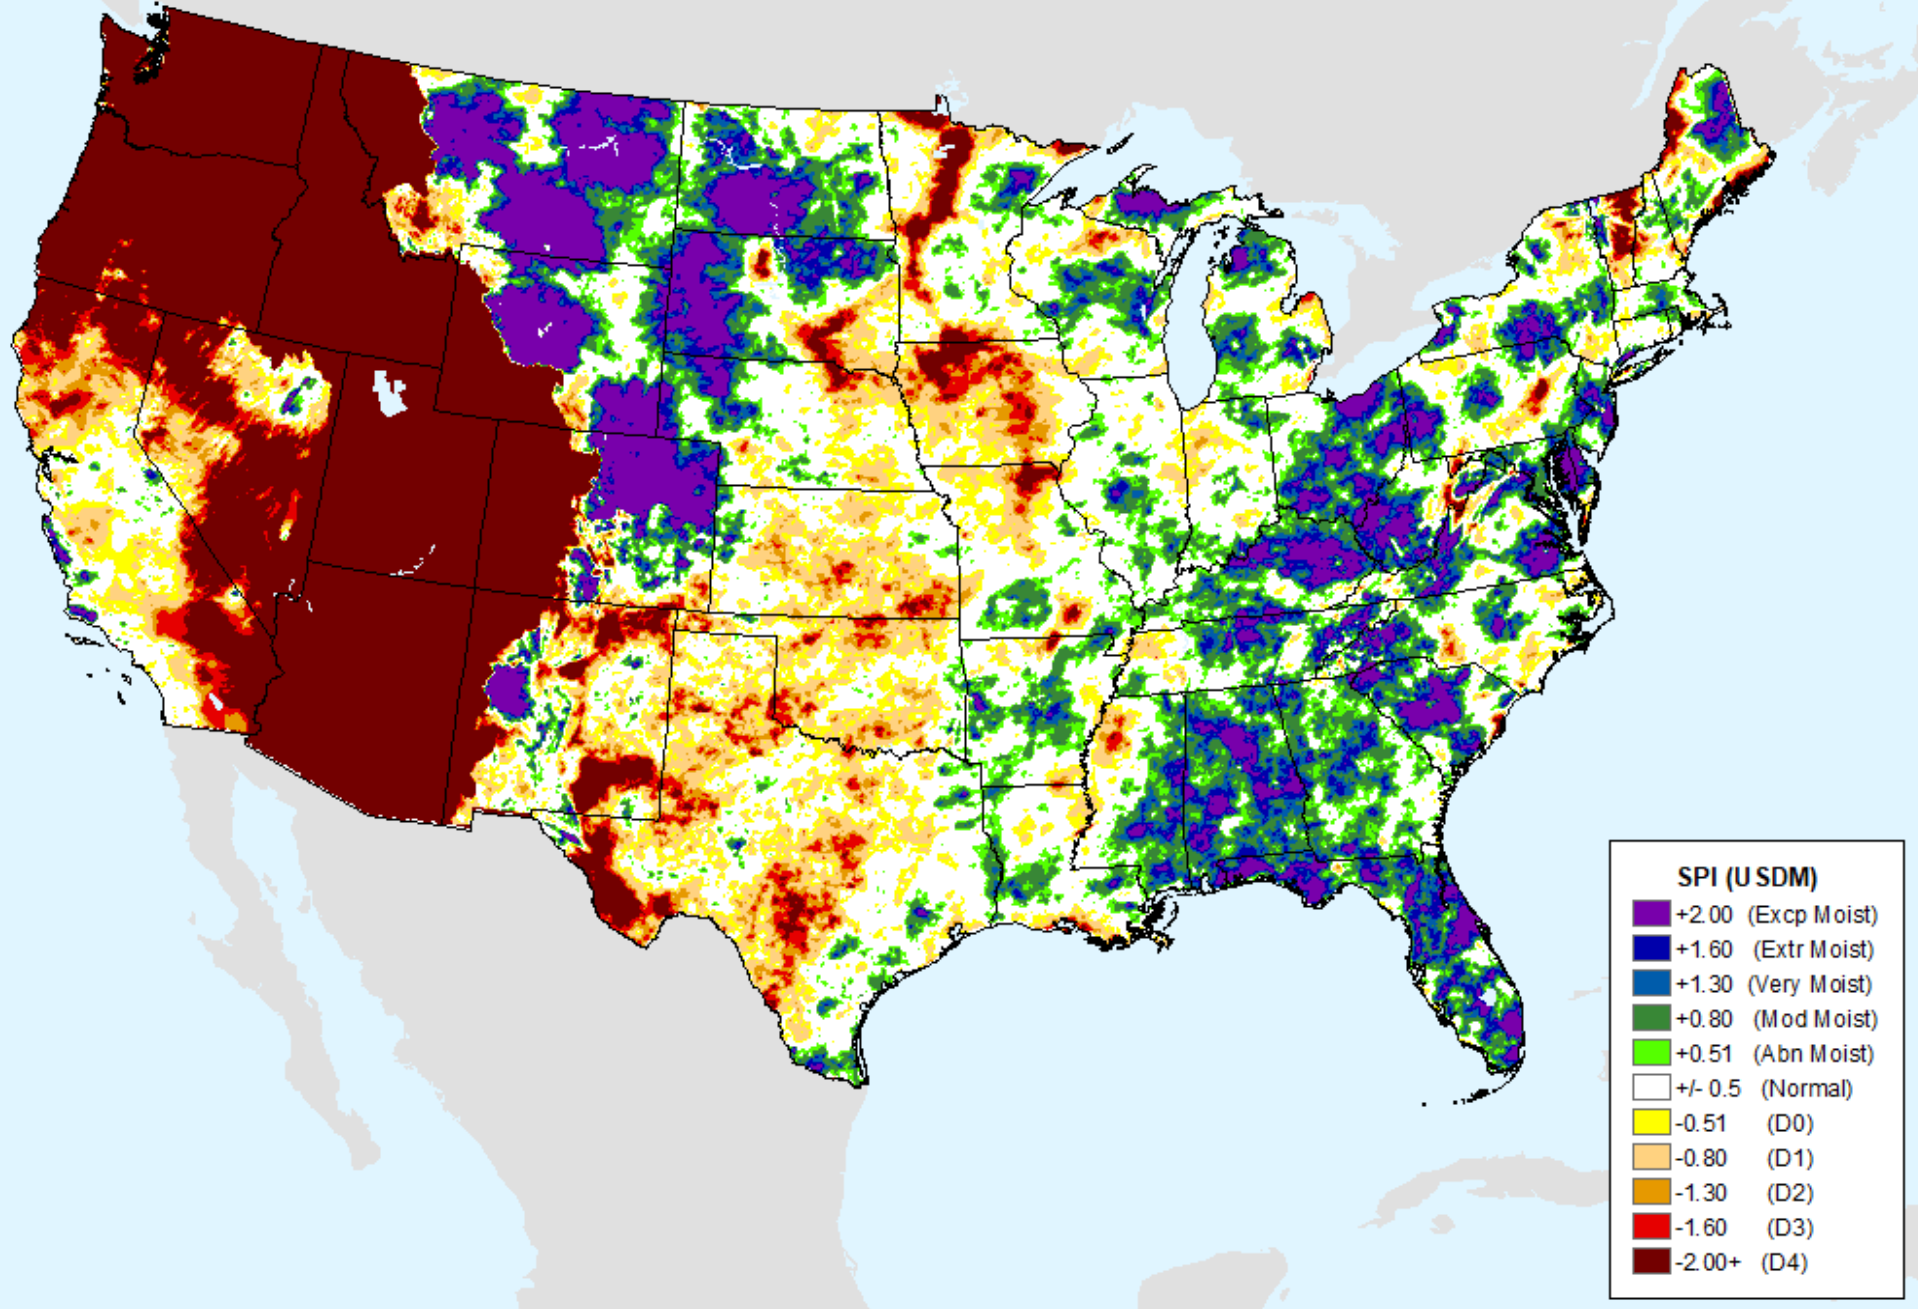 SPI (USDM)
+2.00 (Excp Moist)
+1.60 (Extr Moist)
+1.30 (Very Moist)
+0.80 (Mod Moist)
+0.51 (Abn Moist)
+/- 0.5 (Normal)
-0.51 (D0)
-0.80 (D1)
-1.30 (D2)
-1.60 (D3)
-2.00+ (D4)